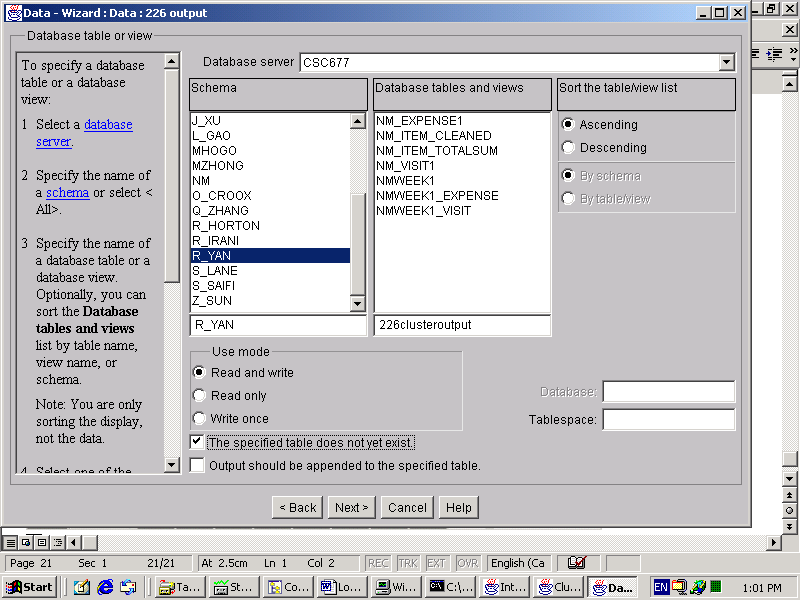 Data - Wizard : Data : 226 output
Database table or view
To specify a database
table or a database
view:
1 Select a database
server.
2 Specify the name of
a schema or select <
All>.
3 Specify the name of
a database table or a
database view.
Optionally, you can
sort the Database
tables and views
list by table name,
view name, or
schema.
Note: You are only
sorting the display,
not the data.
4 Select one of the
Database server CSC677
Schema
J_XU
L_GAO
MHOGO
MZHONG
NM
O_CROOX
Q_ZHANG
R_HORTON
R_IRANI
R_YAN
S_LANE
S_SAIFI
Z_SUN
R_YAN
Database tables and views
NM_EXPENSE1
NM_ITEM_CLEANED
NM_ITEM_TOTALSUM
NM_VISIT1
NMWEEK1
NMWEEK1_EXPENSE
NMWEEK1_VISIT
226clusteroutput
Sort the table/view list
Ascending
Descending
By schema
By table/view
Use mode
Read and write
Read only
Write once
Database:
Tablespace:
The specified table does not yet exist.
Output should be appended to the specified table.
< Back Next > Cancel Help
Page 21 Sec 1 21/21 At 2.5cm Ln 1 Col 2 REC TRK EXT OVR English (Ca
Start Ta... St... Co... Lo... Wi... C:\... Int... Clu... Da... EN 1:01 PM